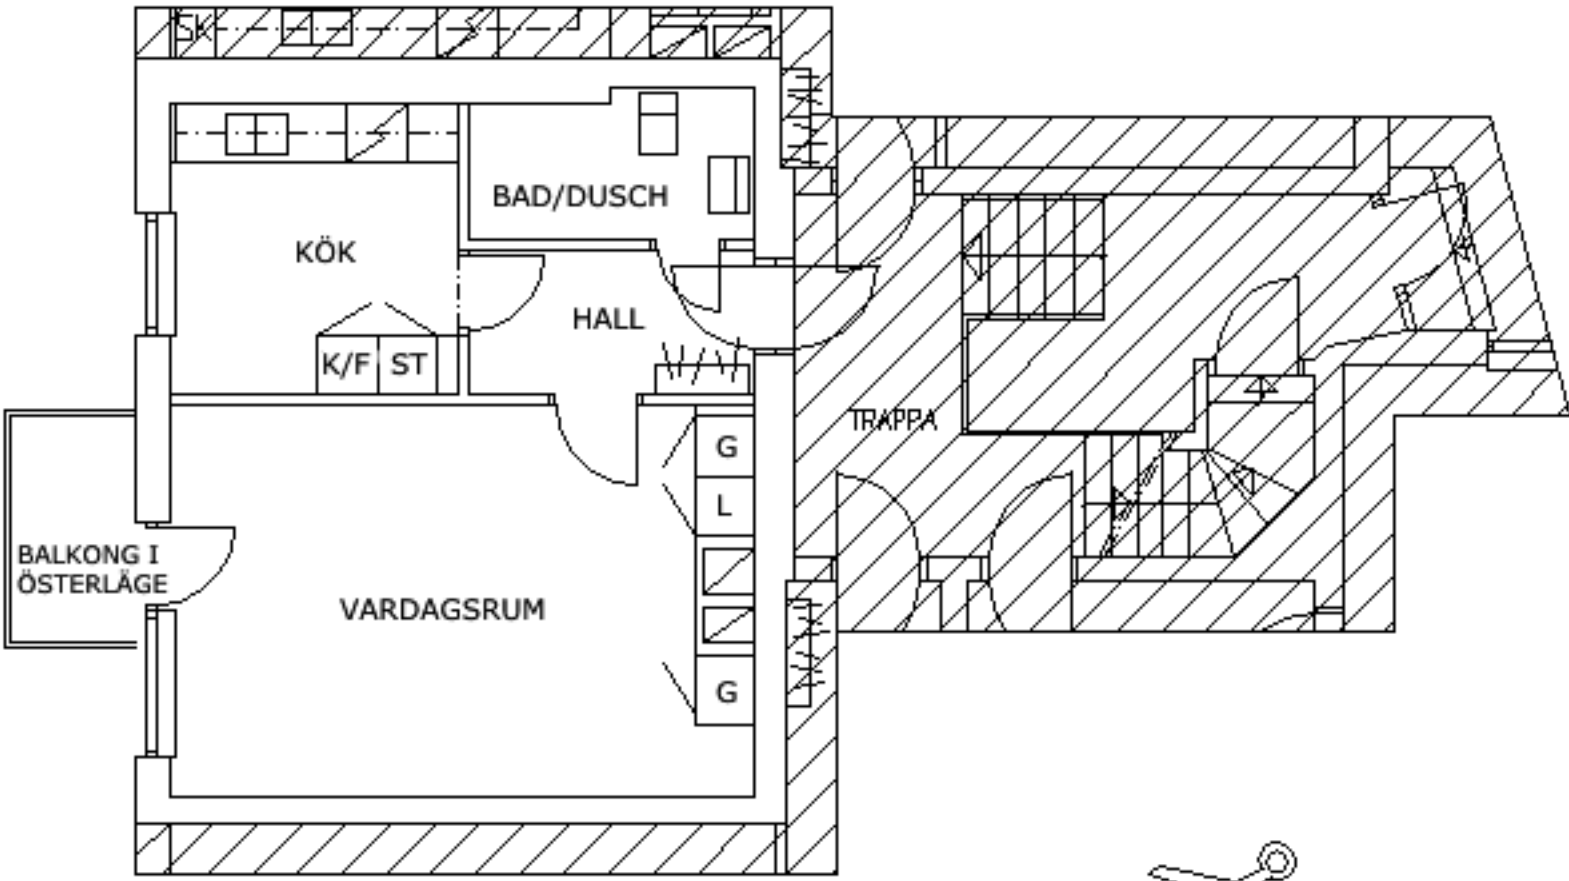 SK
BAD/DUSCH
KÖK
HALL
K/F ST
TRAPPA
G
L
BALKONG I
ÖSTERLÄGE
VARDAGSRUM
G